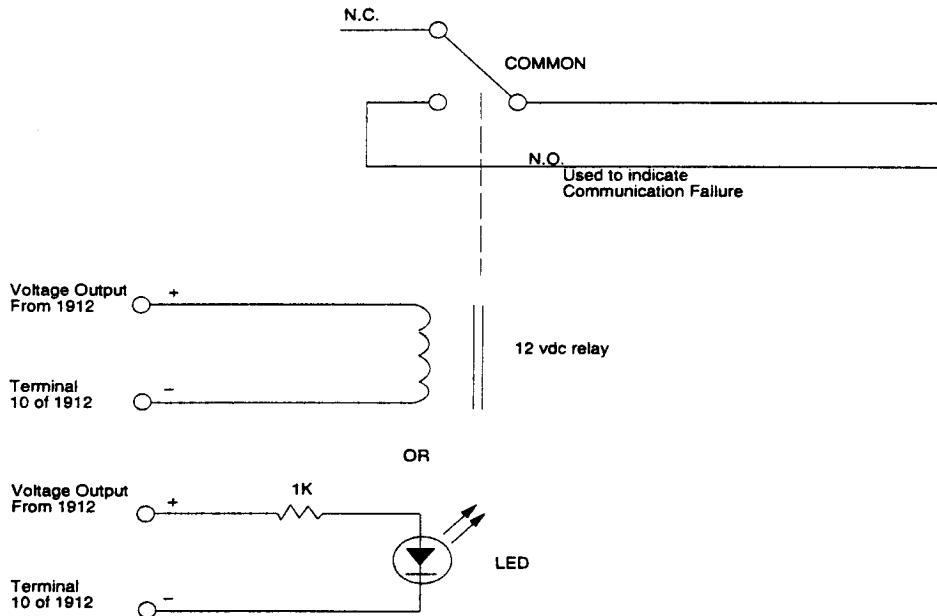 N.C.
COMMON
N.O.
Used to indicate
Communication Failure
Voltage Output
From 1912
+
12 vdc relay
Terminal
10 of 1912
–
OR
Voltage Output
From 1912
+
1K
LED
Terminal
10 of 1912
–